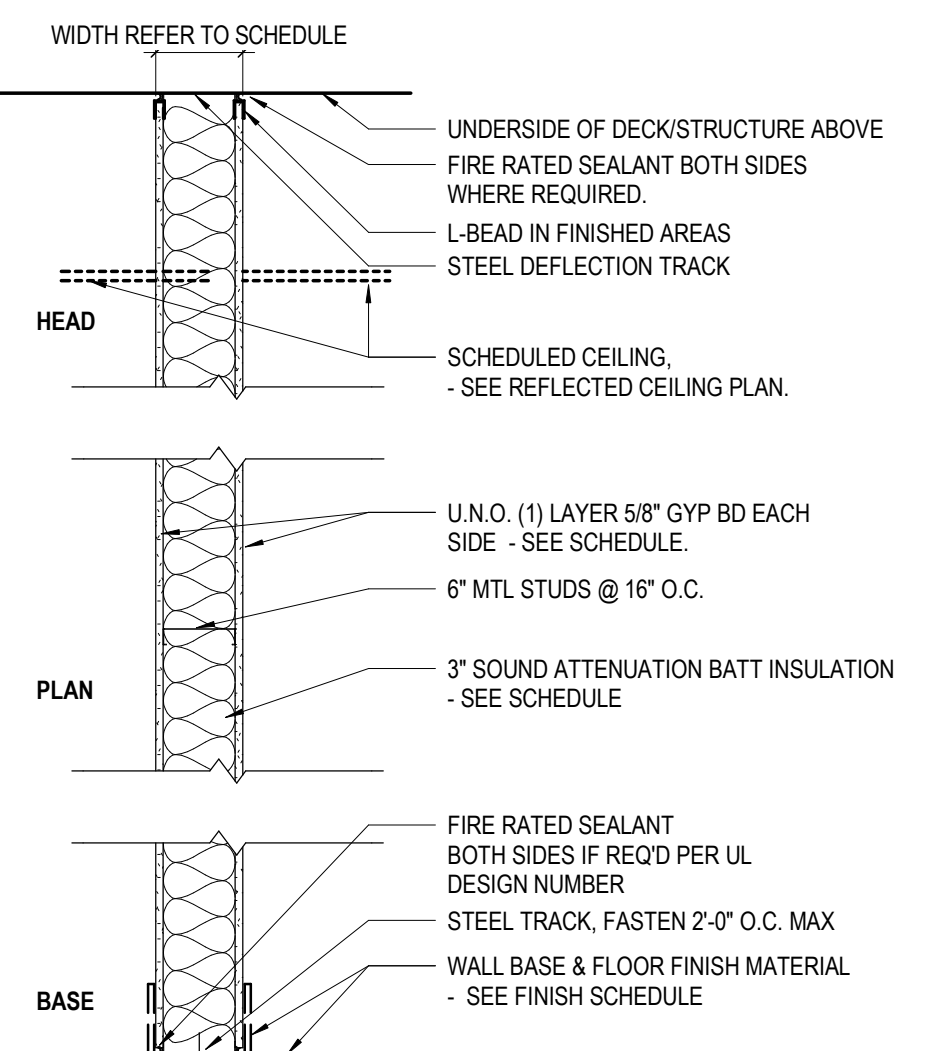 WIDTH REFER TO SCHEDULE
UNDERSIDE OF DECK/STRUCTURE ABOVE
FIRE RATED SEALANT BOTH SIDES
WHERE REQUIRED.
L-BEAD IN FINISHED AREAS
STEEL DEFLECTION TRACK
HEAD
SCHEDULED CEILING,
- SEE REFLECTED CEILING PLAN.
U.N.O. (1) LAYER 5/8" GYP BD EACH
SIDE - SEE SCHEDULE.
6" MTL STUDS @ 16" O.C.
3" SOUND ATTENUATION BATT INSULATION
- SEE SCHEDULE
PLAN
FIRE RATED SEALANT
BOTH SIDES IF REQ'D PER UL
DESIGN NUMBER
STEEL TRACK, FASTEN 2'-0" O.C. MAX
WALL BASE & FLOOR FINISH MATERIAL
- SEE FINISH SCHEDULE
BASE